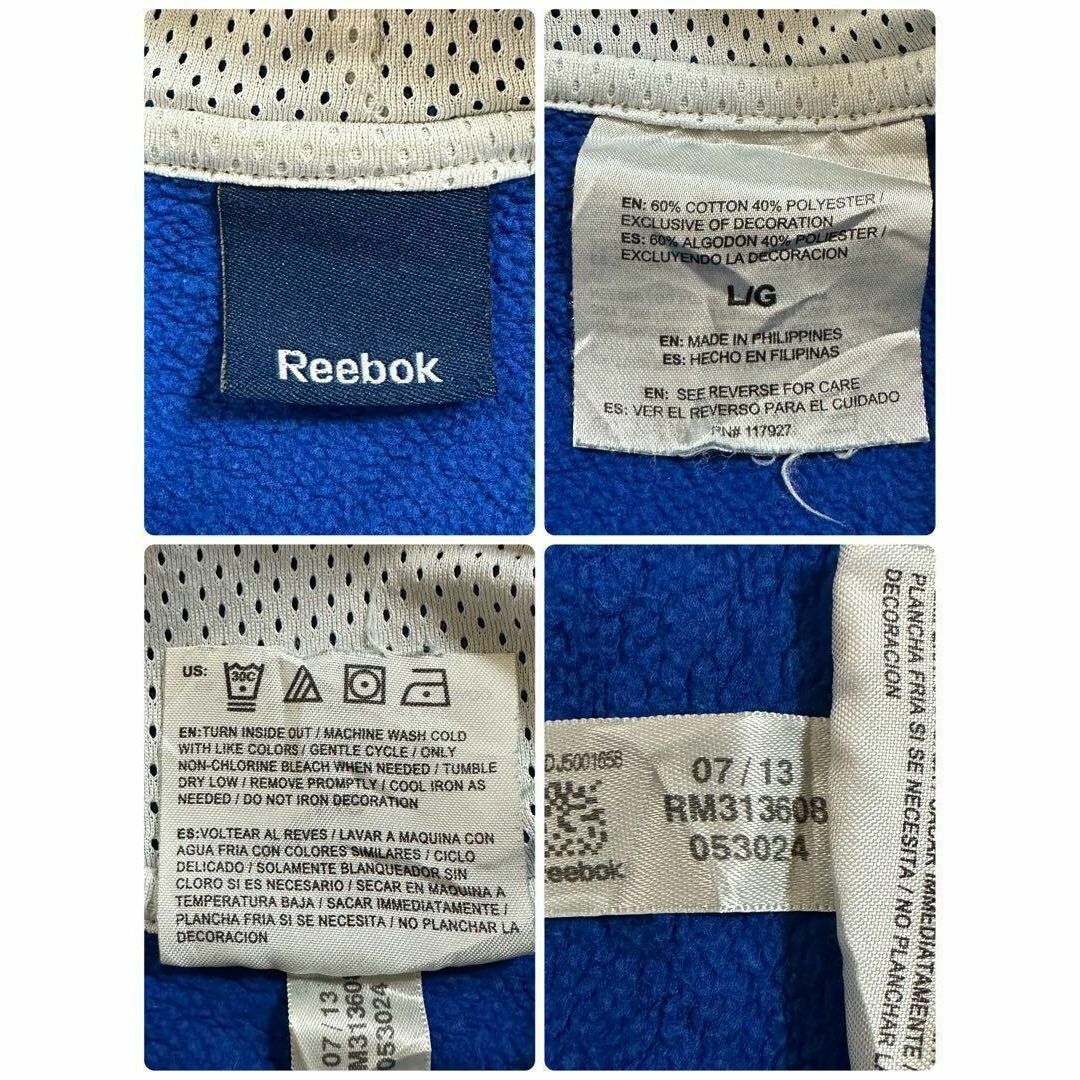 Reebok
EN: 60% COTTON 40% POLYESTER /
EXCLUSIVE OF DECORATION
ES: 60% ALGODON 40% POLIESTER /
EXCLUYENDO LA DECORACION
L/G
EN: MADE IN PHILIPPINES
ES: HECHO EN FILIPINAS
EN: SEE REVERSE FOR CARE
ES: VER EL REVERSO PARA EL CUIDADO
RN# 117927
US: 30C
EN:TURN INSIDE OUT / MACHINE WASH COLD
WITH LIKE COLORS / GENTLE CYCLE / ONLY
NON-CHLORINE BLEACH WHEN NEEDED / TUMBLE
DRY LOW / REMOVE PROMPTLY / COOL IRON AS
NEEDED / DO NOT IRON DECORATION
ES:VOLTEAR AL REVES / LAVAR A MAQUINA CON
AGUA FRIA CON COLORES SIMILARES / CICLO
DELICADO / SOLAMENTE BLANQUEADOR SIN
CLORO SI ES NECESARIO / SECAR EN MAQUINA A
TEMPERATURA BAJA / SACAR IMMEDIATAMENTE /
PLANCHA FRIA SI SE NECESITA / NO PLANCHAR LA
DECORACION
07 / 13
RM313608
053024
DJ5001658
Reebok
07 / 13
RM313608
053024
SACAR IMMEDIATAMENTE /
PLANCHA FRIA SI SE NECESITA / NO PLANCHAR L
DECORACION